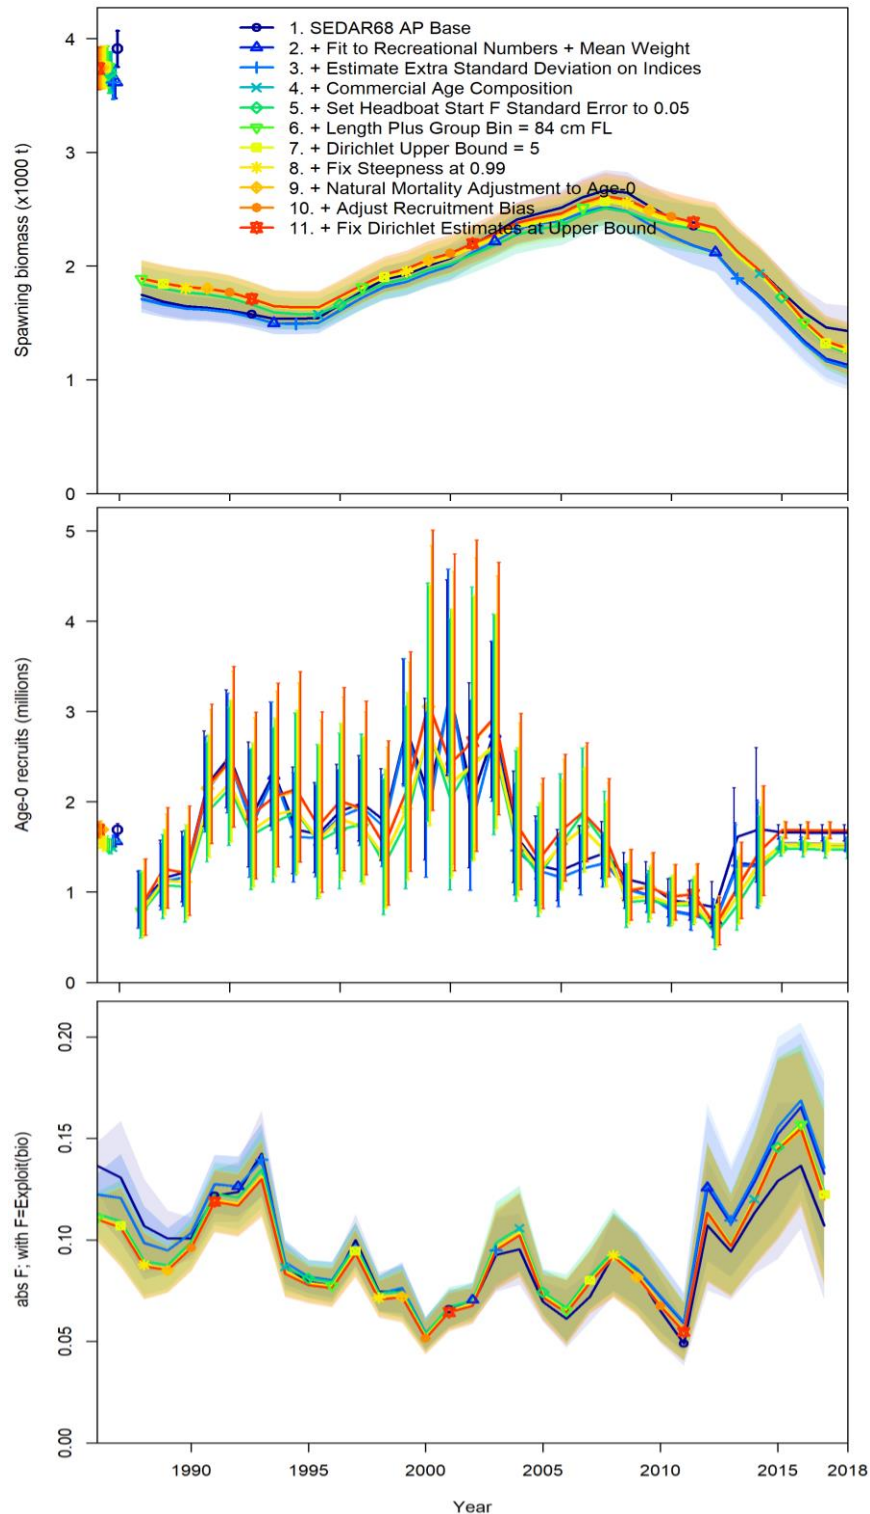 1. SEDAR68 AP Base
2. + Fit to Recreational Numbers + Mean Weight
3. + Estimate Extra Standard Deviation on Indices
4. + Commercial Age Composition
5. + Set Headboat Start F Standard Error to 0.05
6. + Length Plus Group Bin = 84 cm FL
7. + Dirichlet Upper Bound = 5
8. + Fix Steepness at 0.99
9. + Natural Mortality Adjustment to Age-0
10. + Adjust Recruitment Bias
11. + Fix Dirichlet Estimates at Upper Bound
Spawning biomass (x1000 t)
4
3
2
1
0
Age-0 recruits (millions)
5
4
3
2
1
0
abs F; with F=Exploit(bio)
0.20
0.15
0.10
0.05
0.00
1990 1995 2000 2005 2010 2015 2018
Year